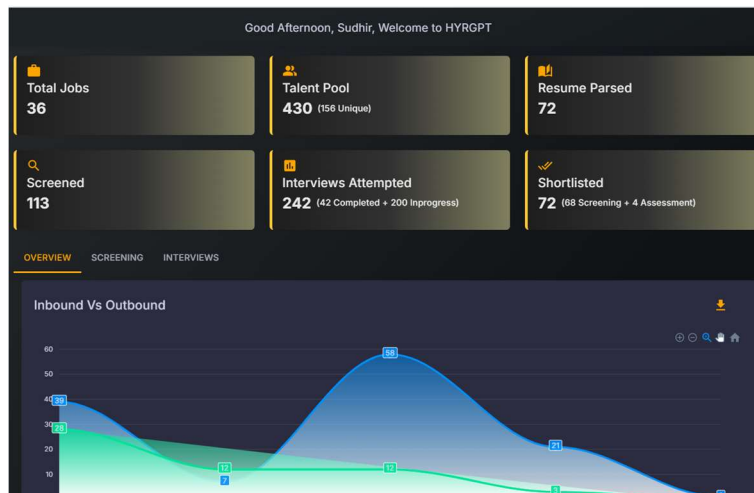 Good Afternoon, Sudhir, Welcome to HYRGPT
Total Jobs
36
Talent Pool
430 (156 Unique)
Resume Parsed
72
Screened
113
Interviews Attempted
242 (42 Completed + 200 Inprogress)
Shortlisted
72 (68 Screening + 4 Assessment)
OVERVIEW SCREENING INTERVIEWS
Inbound Vs Outbound
60
58
50
40
39
30
28
21
20
12
12
10
7
3